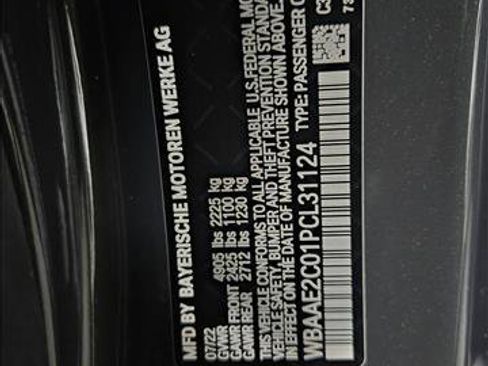 MFD BY BAYERISCHE MOTOREN WERKE AG
07/22
GVWR 4905 lbs 2225 kg
GAWR FRONT 2425 lbs 1100 kg
GAWR REAR 2712 lbs 1230 kg
THIS VEHICLE CONFORMS TO ALL APPLICABLE U.S. FEDERAL MO
VEHICLE SAFETY, BUMPER AND THEFT PREVENTION STANDA
EFFECT ON THE DATE OF MANUFACTURE SHOWN ABOVE.
WBAAE2C01PCL31124 TYPE: PASSENGER C